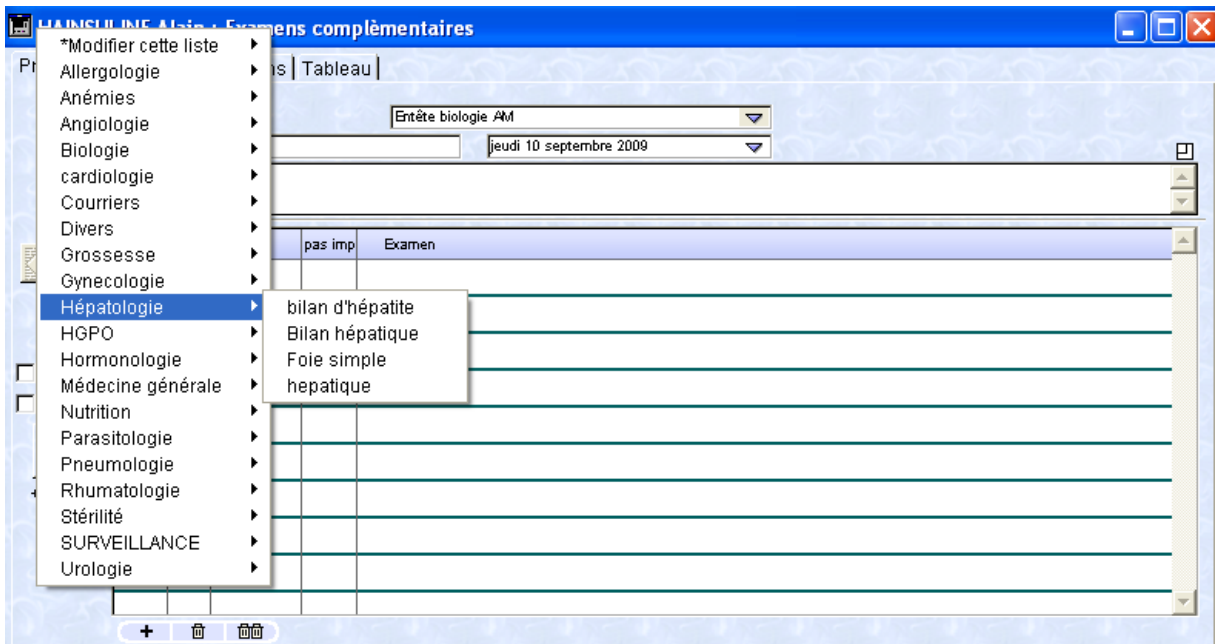 HAINSULINE Alain : Examens complèmentaires
*Modifier cette liste
Allergologie
Anémies
Angiologie
Biologie
cardiologie
Courriers
Divers
Grossesse
Gynecologie
Hépatologie
HGPO
Hormonologie
Médecine générale
Nutrition
Parasitologie
Pneumologie
Rhumatologie
Stérilité
SURVEILLANCE
Urologie
bilan d'hépatite
Bilan hépatique
Foie simple
hepatique
Tableau
Entête biologie AM
jeudi 10 septembre 2009
pas imp Examen